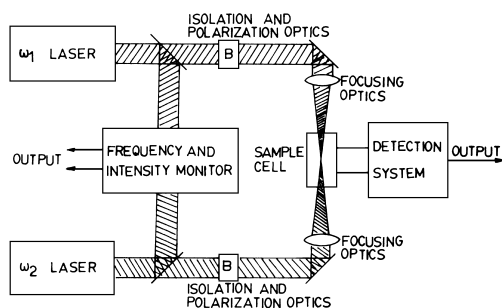 ISOLATION AND
POLARIZATION OPTICS
ω1 LASER
B
FOCUSING
OPTICS
OUTPUT
FREQUENCY AND
INTENSITY MONITOR
SAMPLE
CELL
DETECTION
SYSTEM
OUTPUT
FOCUSING
OPTICS
ω2 LASER
B
ISOLATION AND
POLARIZATION OPTICS